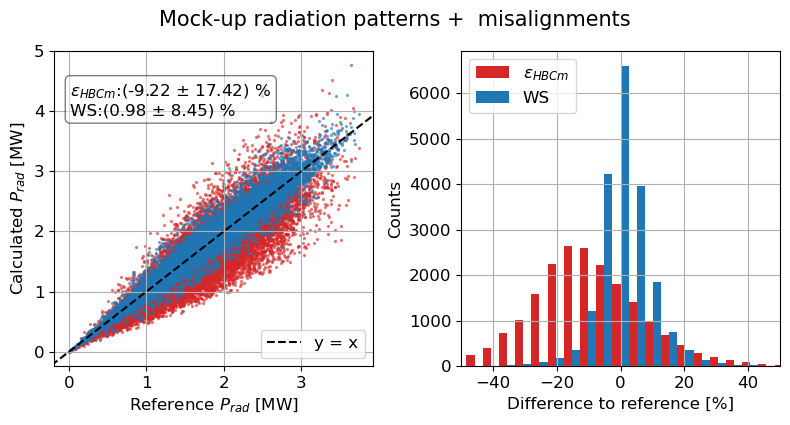 Mock-up radiation patterns +  misalignments
5
4
3
2
1
0
0
1
2
3
Calculated P_rad [MW]
Reference P_rad [MW]
ε_HBCm:(-9.22 ± 17.42) %
WS:(0.98 ± 8.45) %
y = x
6000
5000
4000
3000
2000
1000
0
−40
−20
0
20
40
Counts
Difference to reference [%]
ε_HBCm
WS